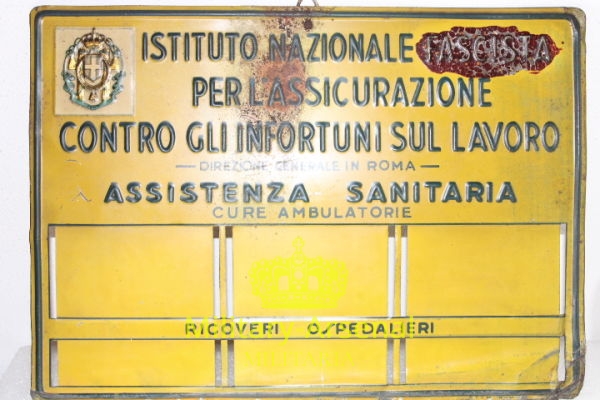 ISTITUTO NAZIONALE FASCISTA
PER L'ASSICURAZIONE
CONTRO GLI INFORTUNI SUL LAVORO
— DIREZIONE GENERALE IN ROMA —
ASSISTENZA SANITARIA
CURE AMBULATORIE
RICOVERI OSPEDALIERI